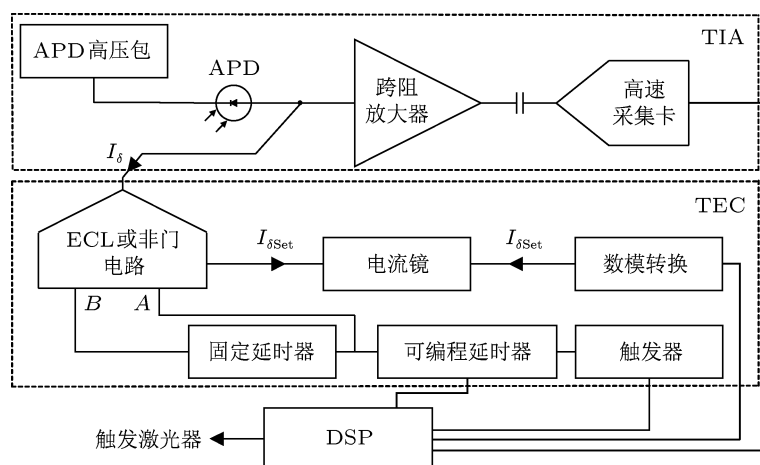 TIA
APD高压包
APD
跨阻
放大器
高速
采集卡
Iδ
TEC
ECL或非门
电路
IδSet
电流镜
IδSet
数模转换
B
A
固定延时器
可编程延时器
触发器
触发激光器
DSP